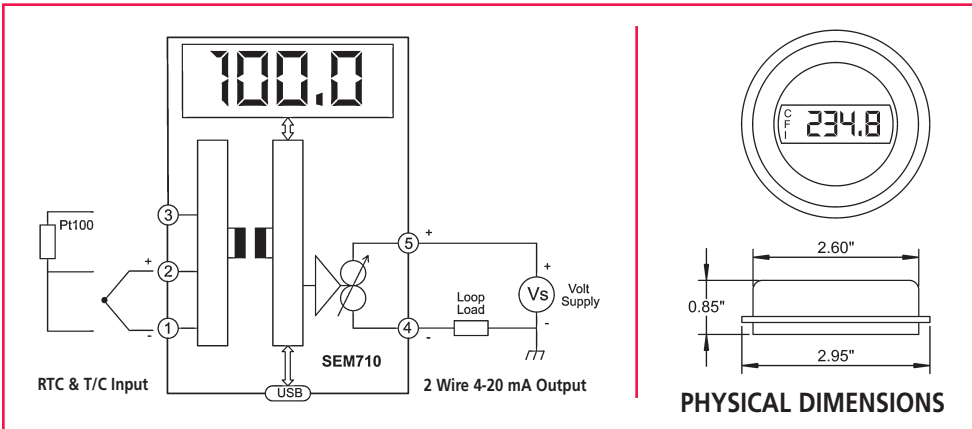 100.0
3
Pt100
+
2
1
-
RTC & T/C Input
5
+
+
Vs
Volt
Supply
-
Loop
Load
4
-
SEM710
USB
2 Wire 4-20 mA Output
C
F
I
234.8
2.60"
0.85"
2.95"
PHYSICAL DIMENSIONS